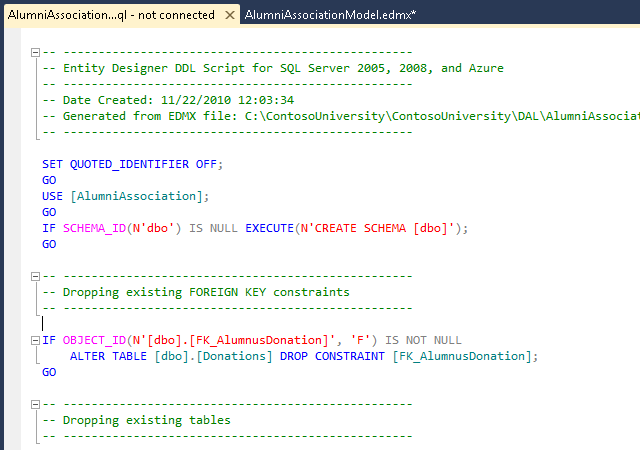 AlumniAssociation...ql - not connected AlumniAssociationModel.edmx*
-- --------------------------------------------------
-- Entity Designer DDL Script for SQL Server 2005, 2008, and Azure
-- --------------------------------------------------
-- Date Created: 11/22/2010 12:03:34
-- Generated from EDMX file: C:\ContosoUniversity\ContosoUniversity\DAL\AlumniAssociat
-- --------------------------------------------------
SET QUOTED_IDENTIFIER OFF;
GO
USE [AlumniAssociation];
GO
IF SCHEMA_ID(N'dbo') IS NULL EXECUTE(N'CREATE SCHEMA [dbo]');
GO
-- --------------------------------------------------
-- Dropping existing FOREIGN KEY constraints
-- --------------------------------------------------
IF OBJECT_ID(N'[dbo].[FK_AlumnusDonation]', 'F') IS NOT NULL
ALTER TABLE [dbo].[Donations] DROP CONSTRAINT [FK_AlumnusDonation];
GO
-- --------------------------------------------------
-- Dropping existing tables
-- --------------------------------------------------